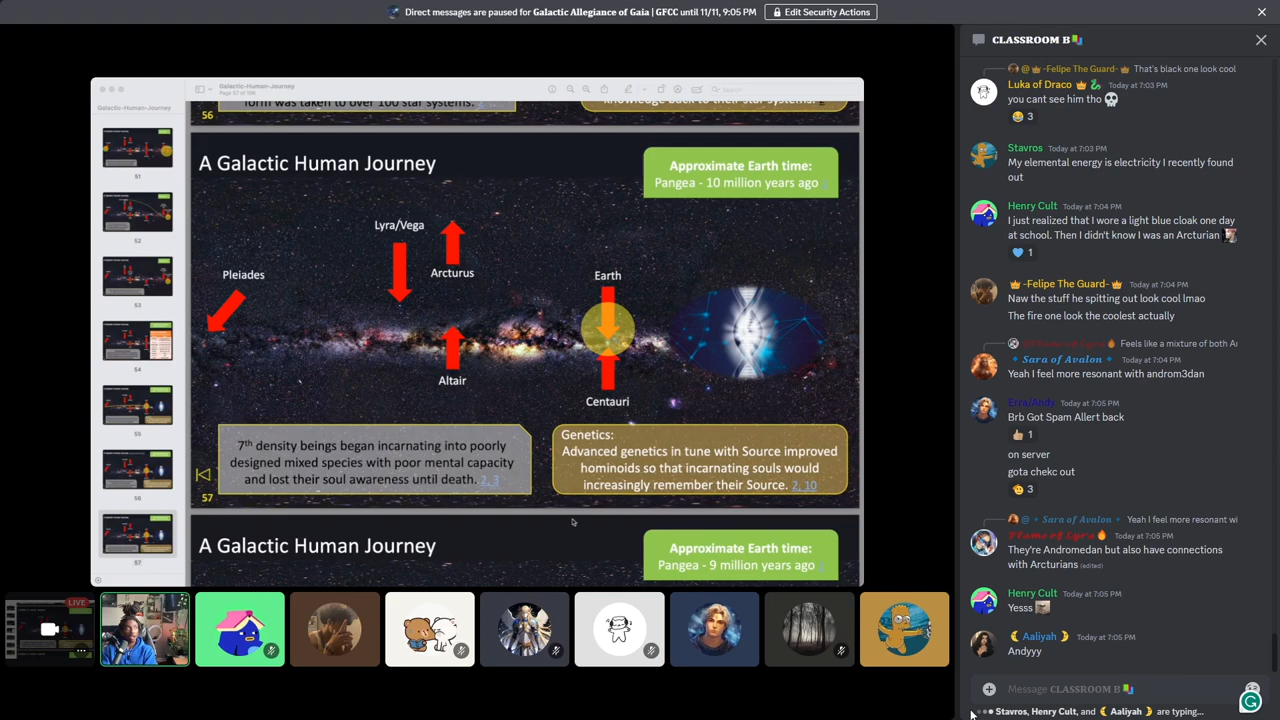 Direct messages are paused for Galactic Allegiance of Gaia | GFCC until 11/11, 9:05 PM
Edit Security Actions
Galactic-Human-Journey
51
52
53
54
55
56
57
Galactic-Human-Journey
Search
form was taken to over 100 star systems.
knowledge back to their star systems.
56
A Galactic Human Journey
Approximate Earth time:
Pangea - 10 million years ago
Lyra/Vega
Arcturus
Pleiades
Earth
Altair
Centauri
7th density beings began incarnating into poorly
designed mixed species with poor mental capacity
and lost their soul awareness until death. 2, 3
Genetics:
Advanced genetics in tune with Source improved
hominoids so that incarnating souls would
increasingly remember their Source. 2, 10
57
A Galactic Human Journey
Approximate Earth time:
Pangea - 9 million years ago
LIVE
CLASSROOM B
@ -Felipe The Guard- That's black one look cool
Luka of Draco Today at 7:03 PM
you cant see him tho
3
Stavros Today at 7:03 PM
My elemental energy is electricity I recently found
out
Henry Cult Today at 7:04 PM
I just realized that I wore a light blue cloak one day
at school. Then I didn't know I was an Arcturian
1
-Felipe The Guard- Today at 7:04 PM
Naw the stuff he spitting out look cool lmao
The fire one look the coolest actually
Feels like a mixture of both
Sara of Avalon Today at 7:04 PM
Yeah I feel more resonant with androm3dan
Erra/Andy Today at 7:05 PM
Brb Got Spam Allert back
1
on server
gota chekc out
3
@ Sara of Avalon Yeah I feel more resonant wi
Flame of Lyra Today at 7:05 PM
They're Andromedan but also have connections
with Arcturians (edited)
Henry Cult Today at 7:05 PM
Yesss
Aaliyah Today at 7:05 PM
Andyyy
Message CLASSROOM B
Stavros, Henry Cult, and Aaliyah are typing...